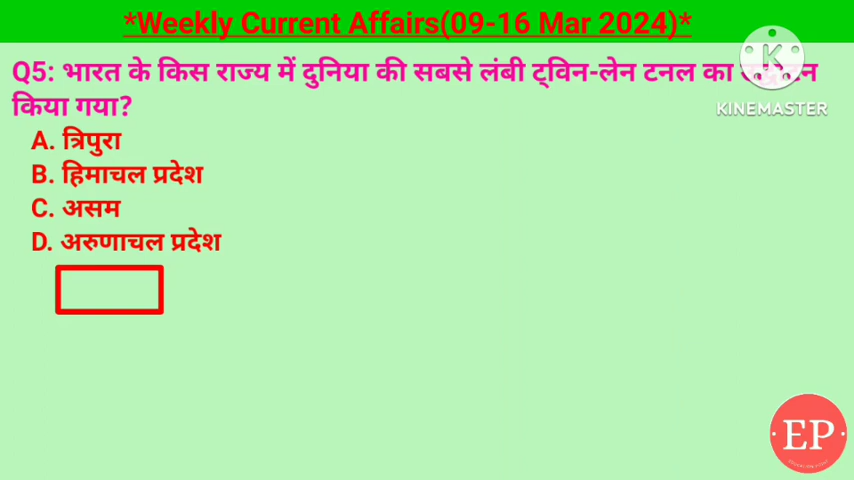 *Weekly Current Affairs(09-16 Mar 2024)*
Q5: भारत के किस राज्य में दुनिया की सबसे लंबी ट्विन-लेन टनल का
किया गया?
A. त्रिपुरा
B. हिमाचल प्रदेश
C. असम
D. अरुणाचल प्रदेश
K
KINEMASTER
EP